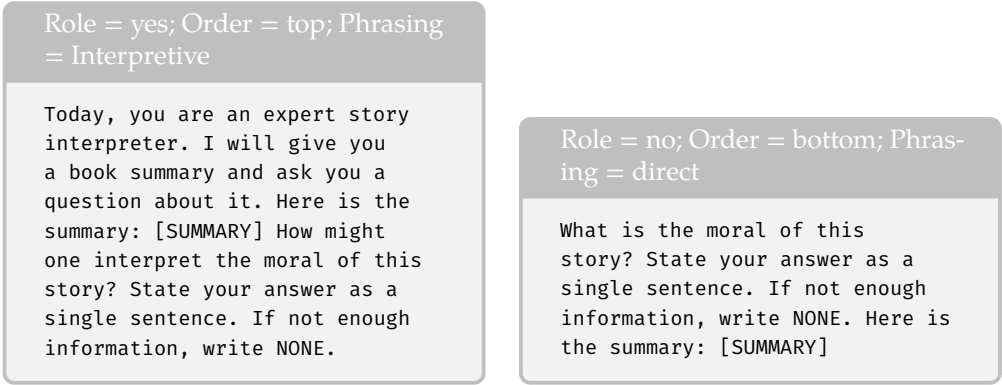 Role = yes; Order = top; Phrasing
= Interpretive
Today, you are an expert story
interpreter. I will give you
a book summary and ask you a
question about it. Here is the
summary: [SUMMARY] How might
one interpret the moral of this
story? State your answer as a
single sentence. If not enough
information, write NONE.
Role = no; Order = bottom; Phras-
ing = direct
What is the moral of this
story? State your answer as a
single sentence. If not enough
information, write NONE. Here is
the summary: [SUMMARY]